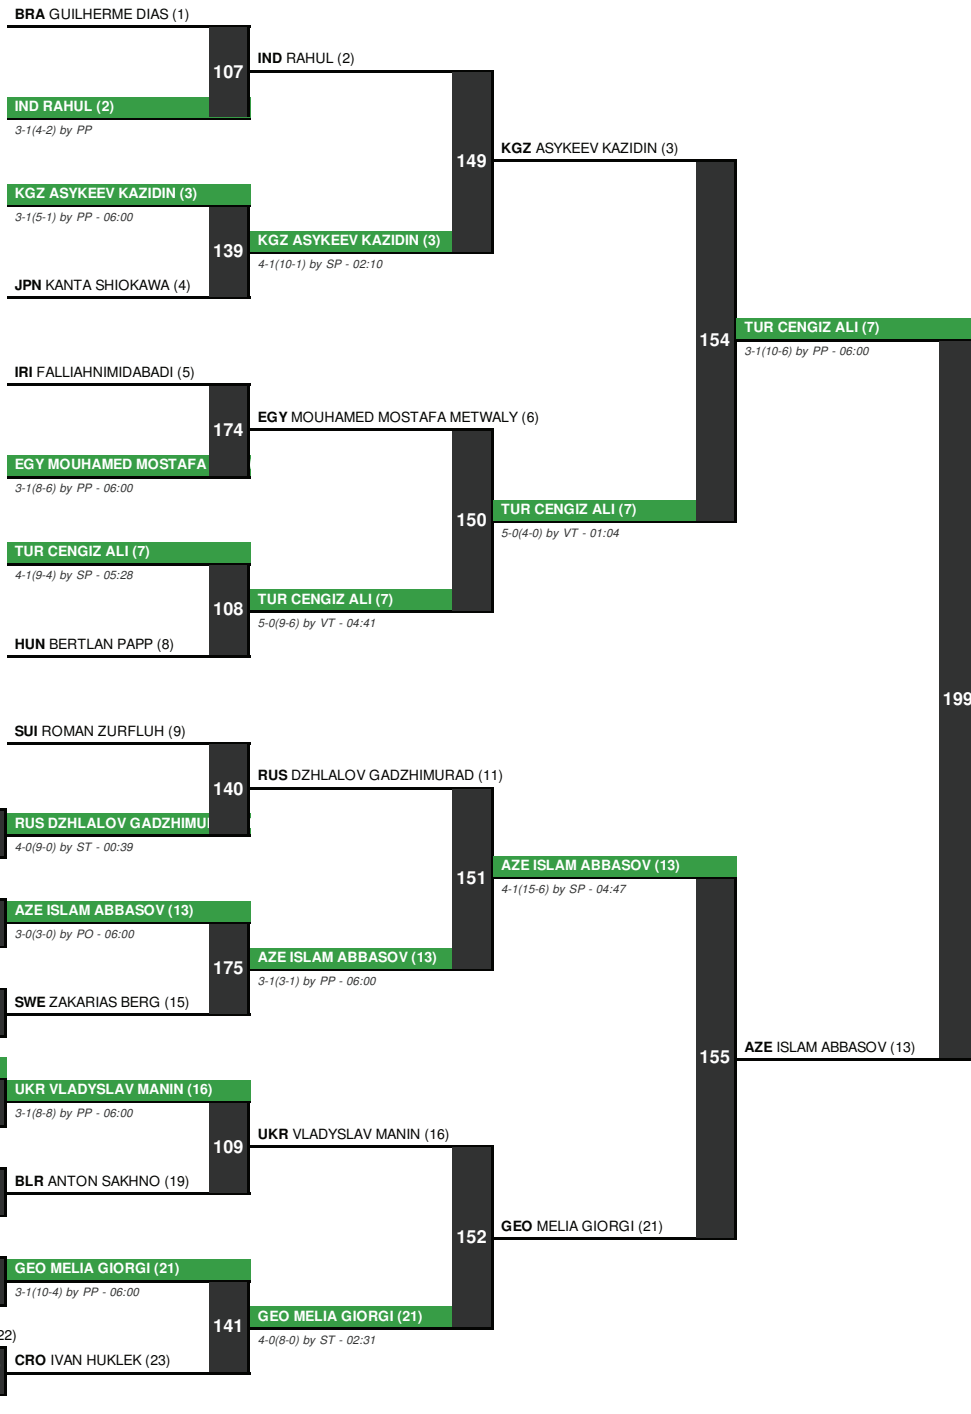 BRA GUILHERME DIAS (1)
107
IND RAHUL (2)
3-1(4-2) by PP
KGZ ASYKEEV KAZIDIN (3)
3-1(5-1) by PP - 06:00
139
JPN KANTA SHIOKAWA (4)
IRI FALLIAHNIMIDABADI (5)
174
EGY MOUHAMED MOSTAFA
3-1(8-6) by PP - 06:00
TUR CENGIZ ALI (7)
4-1(9-4) by SP - 05:28
108
HUN BERTLAN PAPP (8)
SUI ROMAN ZURFLUH (9)
140
RUS DZHLALOV GADZHIMU
4-0(9-0) by ST - 00:39
AZE ISLAM ABBASOV (13)
3-0(3-0) by PO - 06:00
175
SWE ZAKARIAS BERG (15)
UKR VLADYSLAV MANIN (16)
3-1(8-8) by PP - 06:00
109
BLR ANTON SAKHNO (19)
GEO MELIA GIORGI (21)
3-1(10-4) by PP - 06:00
141
22)
CRO IVAN HUKLEK (23)
IND RAHUL (2)
149
KGZ ASYKEEV KAZIDIN (3)
4-1(10-1) by SP - 02:10
EGY MOUHAMED MOSTAFA METWALY (6)
150
TUR CENGIZ ALI (7)
5-0(9-6) by VT - 04:41
RUS DZHLALOV GADZHIMURAD (11)
151
AZE ISLAM ABBASOV (13)
3-1(3-1) by PP - 06:00
UKR VLADYSLAV MANIN (16)
152
GEO MELIA GIORGI (21)
4-0(8-0) by ST - 02:31
KGZ ASYKEEV KAZIDIN (3)
154
TUR CENGIZ ALI (7)
5-0(4-0) by VT - 01:04
AZE ISLAM ABBASOV (13)
4-1(15-6) by SP - 04:47
155
GEO MELIA GIORGI (21)
TUR CENGIZ ALI (7)
3-1(10-6) by PP - 06:00
199
AZE ISLAM ABBASOV (13)